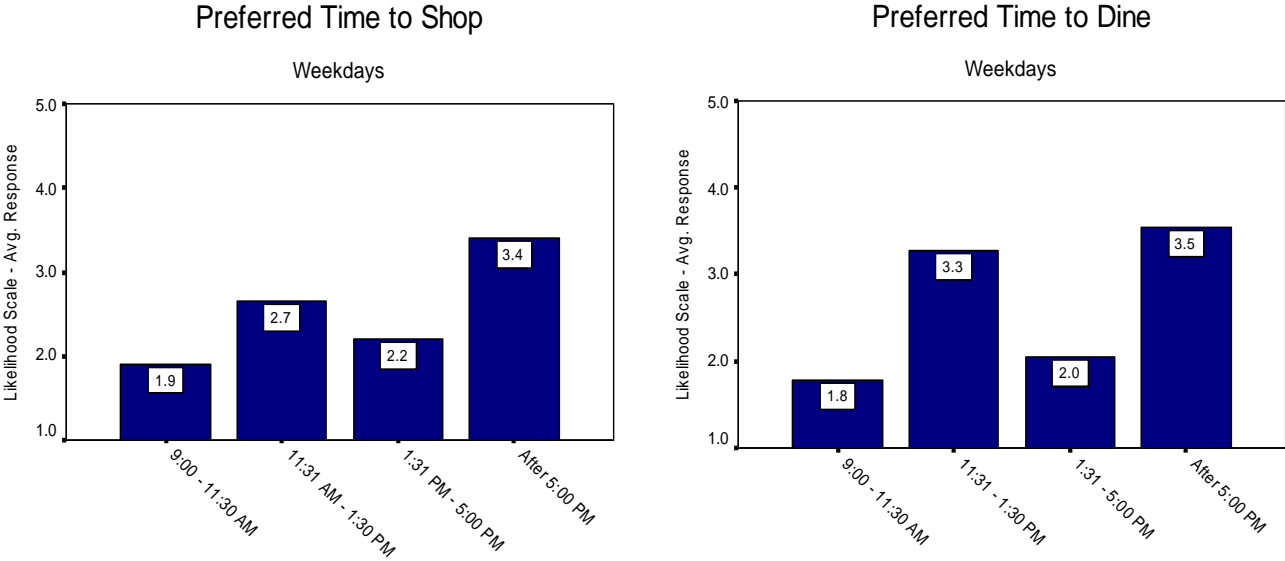 Preferred Time to Shop
Weekdays
Likelihood Scale - Avg. Response
5.0
4.0
3.0
2.0
1.0
1.9
2.7
2.2
3.4
9:00 - 11:30 AM
11:31 AM - 1:30 PM
1:31 PM - 5:00 PM
After 5:00 PM
Preferred Time to Dine
Weekdays
Likelihood Scale - Avg. Response
5.0
4.0
3.0
2.0
1.0
1.8
3.3
2.0
3.5
9:00 - 11:30 AM
11:31 - 1:30 PM
1:31 - 5:00 PM
After 5:00 PM